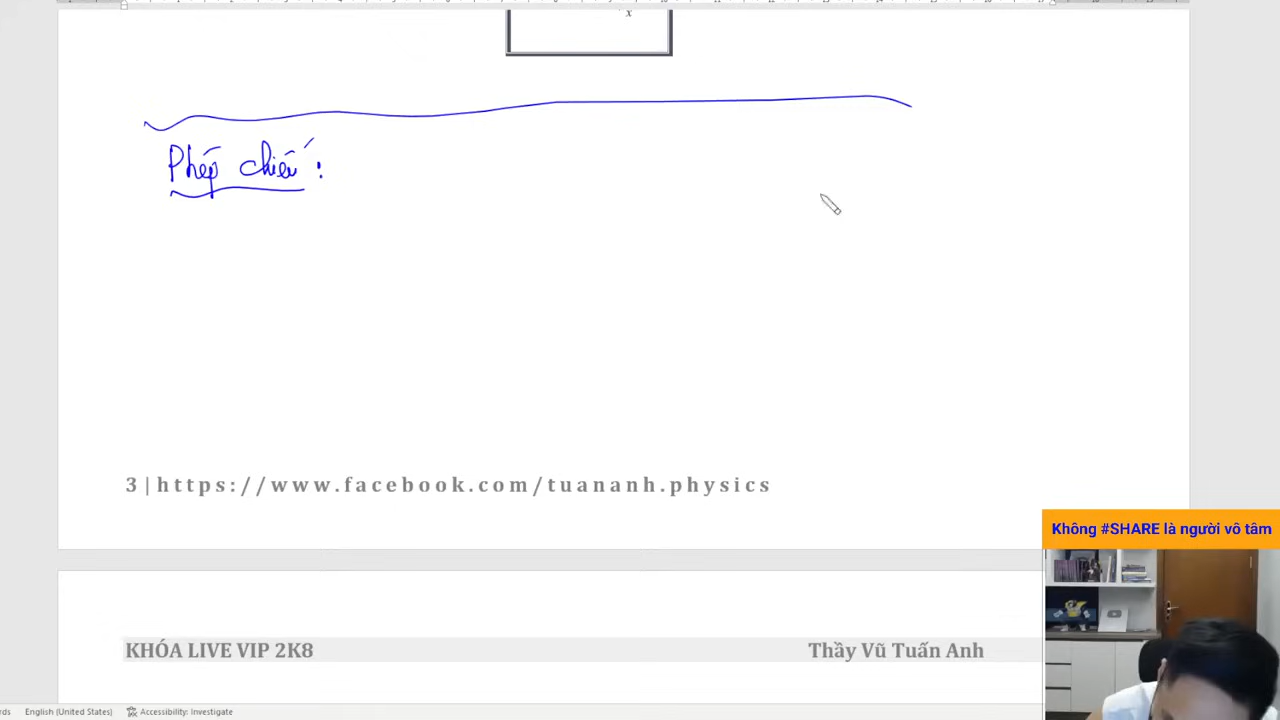 x
Phép chiếu:
3 | https://www.facebook.com/tuananh.physics
Không #SHARE là người vô tâm
KHÓA LIVE VIP 2K8
Thầy Vũ Tuấn Anh
English (United States)
Accessibility: Investigate